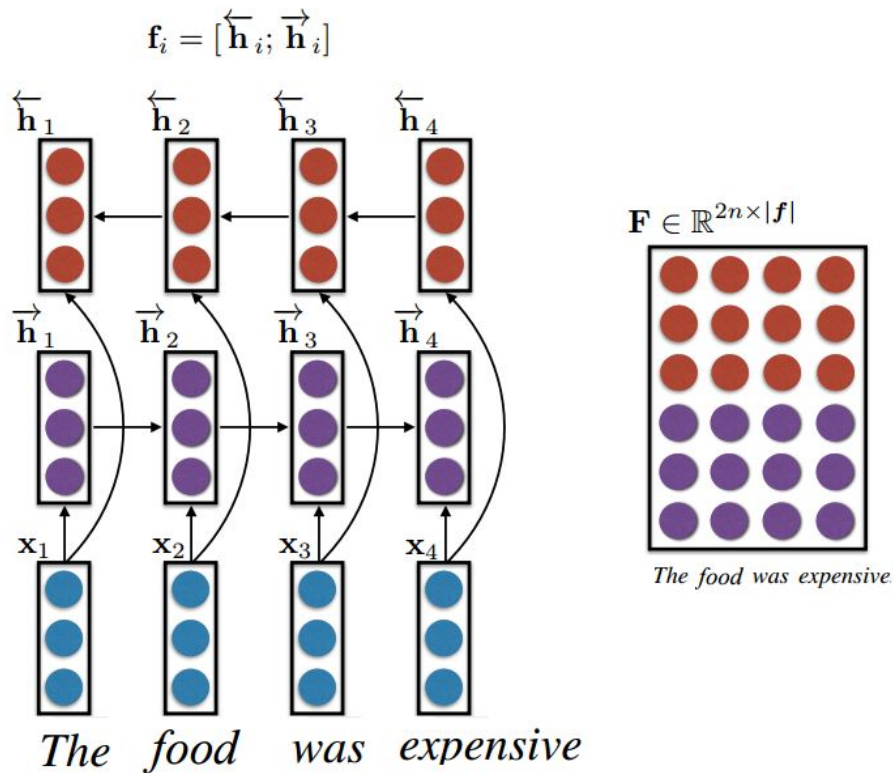 f_i = [←h_i; →h_i]
←h_1 ←h_2 ←h_3 ←h_4
F ∈ ℝ^{2n×|f|}
→h_1 →h_2 →h_3 →h_4
x_1 x_2 x_3 x_4
The food was expensive.
The food was expensive